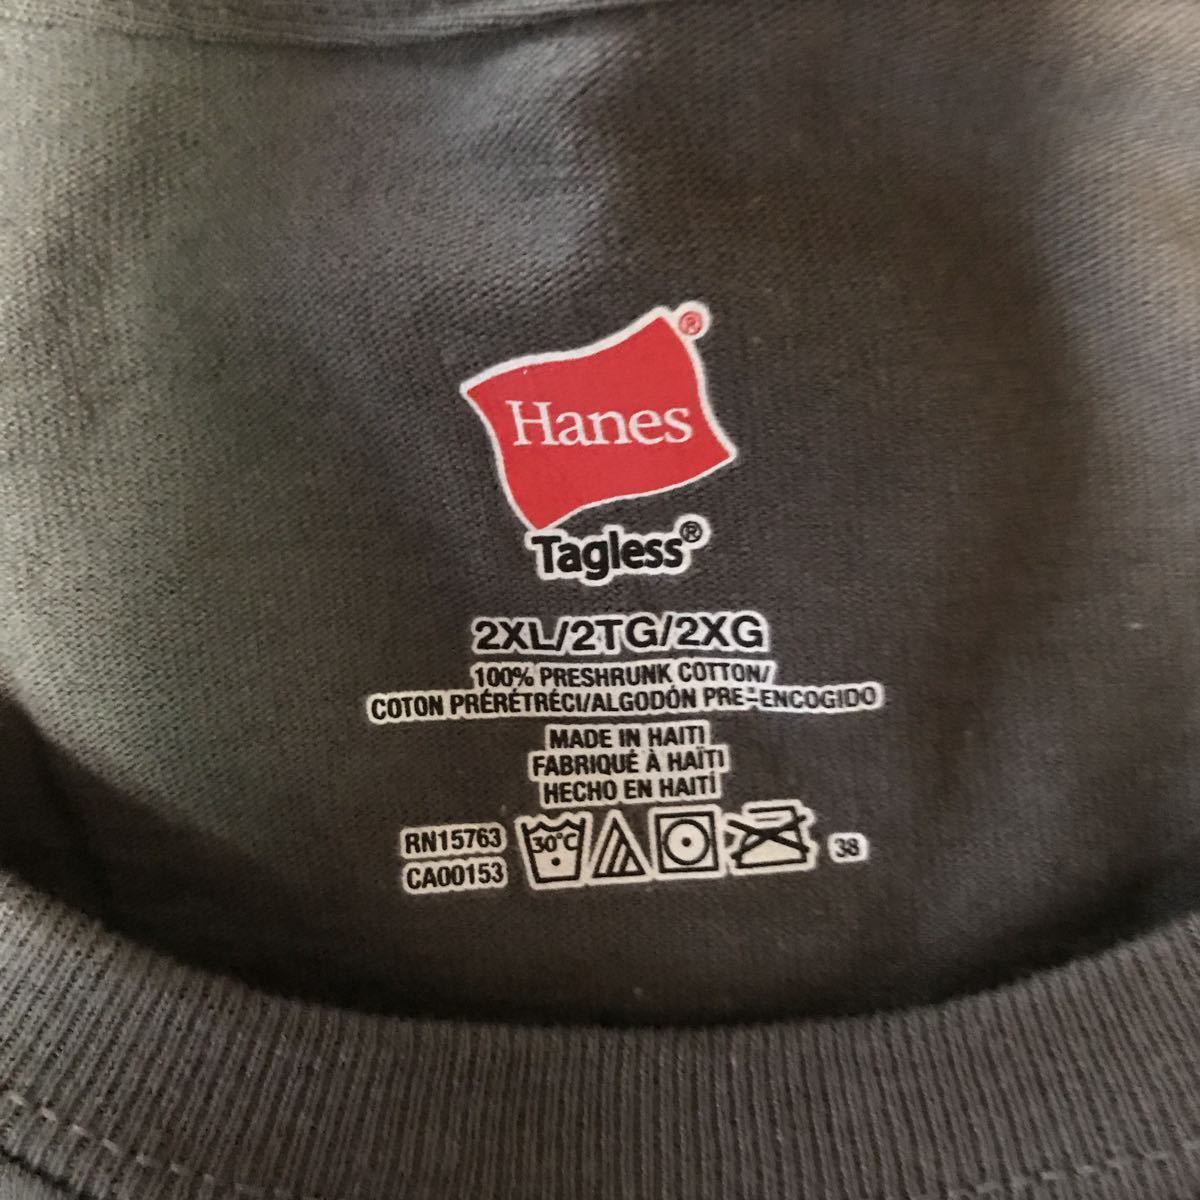 Hanes®
Tagless®
2XL/2TG/2XG
100% PRESHRUNK COTTON/
COTON PRÉRÉTRÉCI/ALGODÓN PRE-ENCOGIDO
MADE IN HAITI
FABRIQUÉ À HAÏTI
HECHO EN HAITÍ
RN15763 30°C 38
CA00153